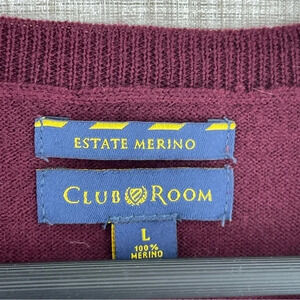 ESTATE MERINO
CLUB ROOM
L
100%
MERINO